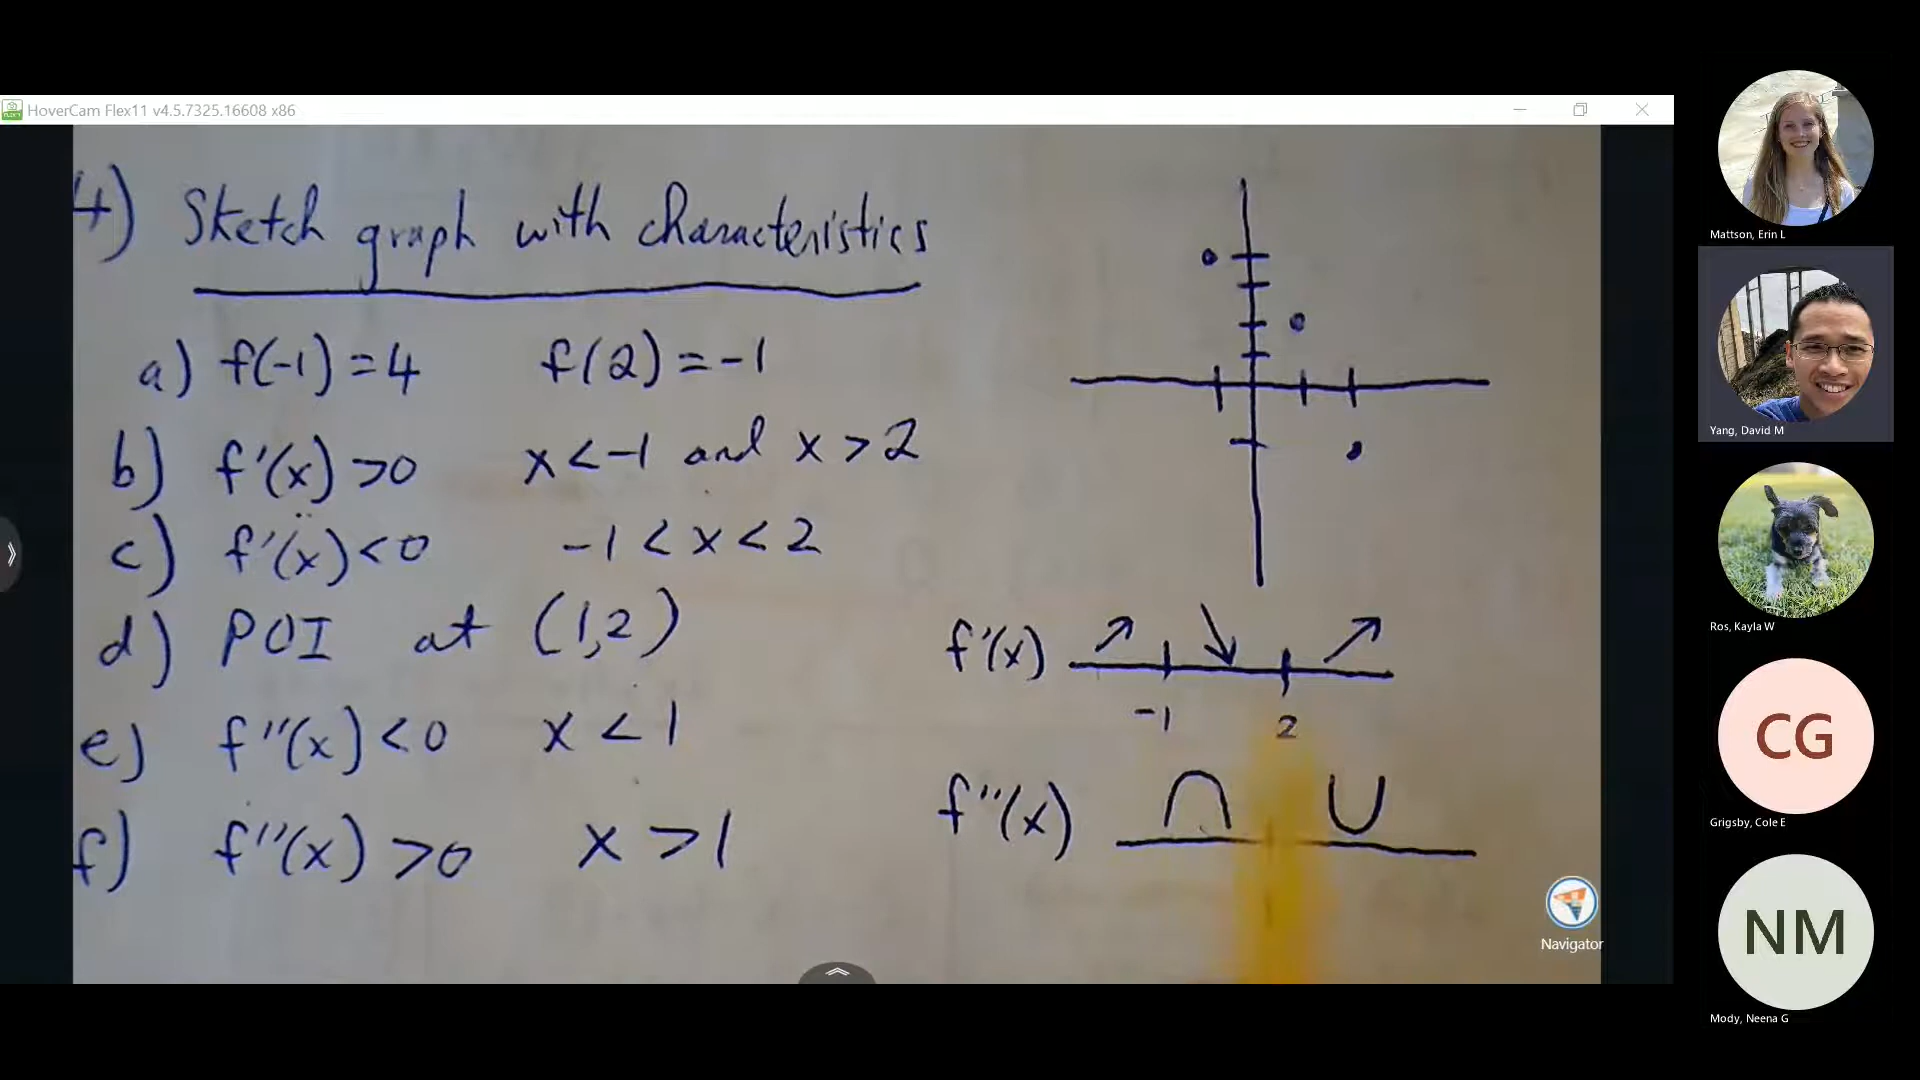 HoverCam Flex11 v4.5.7325.16608 x86
4) Sketch graph with characteristics
a) f(-1) = 4 f(2) = -1
b) f'(x) > 0 x < -1 and x > 2
c) f'(x) < 0 -1 < x < 2
d) POI at (1,2)
e) f''(x) < 0 x < 1
f) f''(x) > 0 x > 1
f'(x)
-1 2
f''(x)
Navigator
Mattson, Erin L
Yang, David M
Ros, Kayla W
CG
Grigsby, Cole E
NM
Mody, Neena G